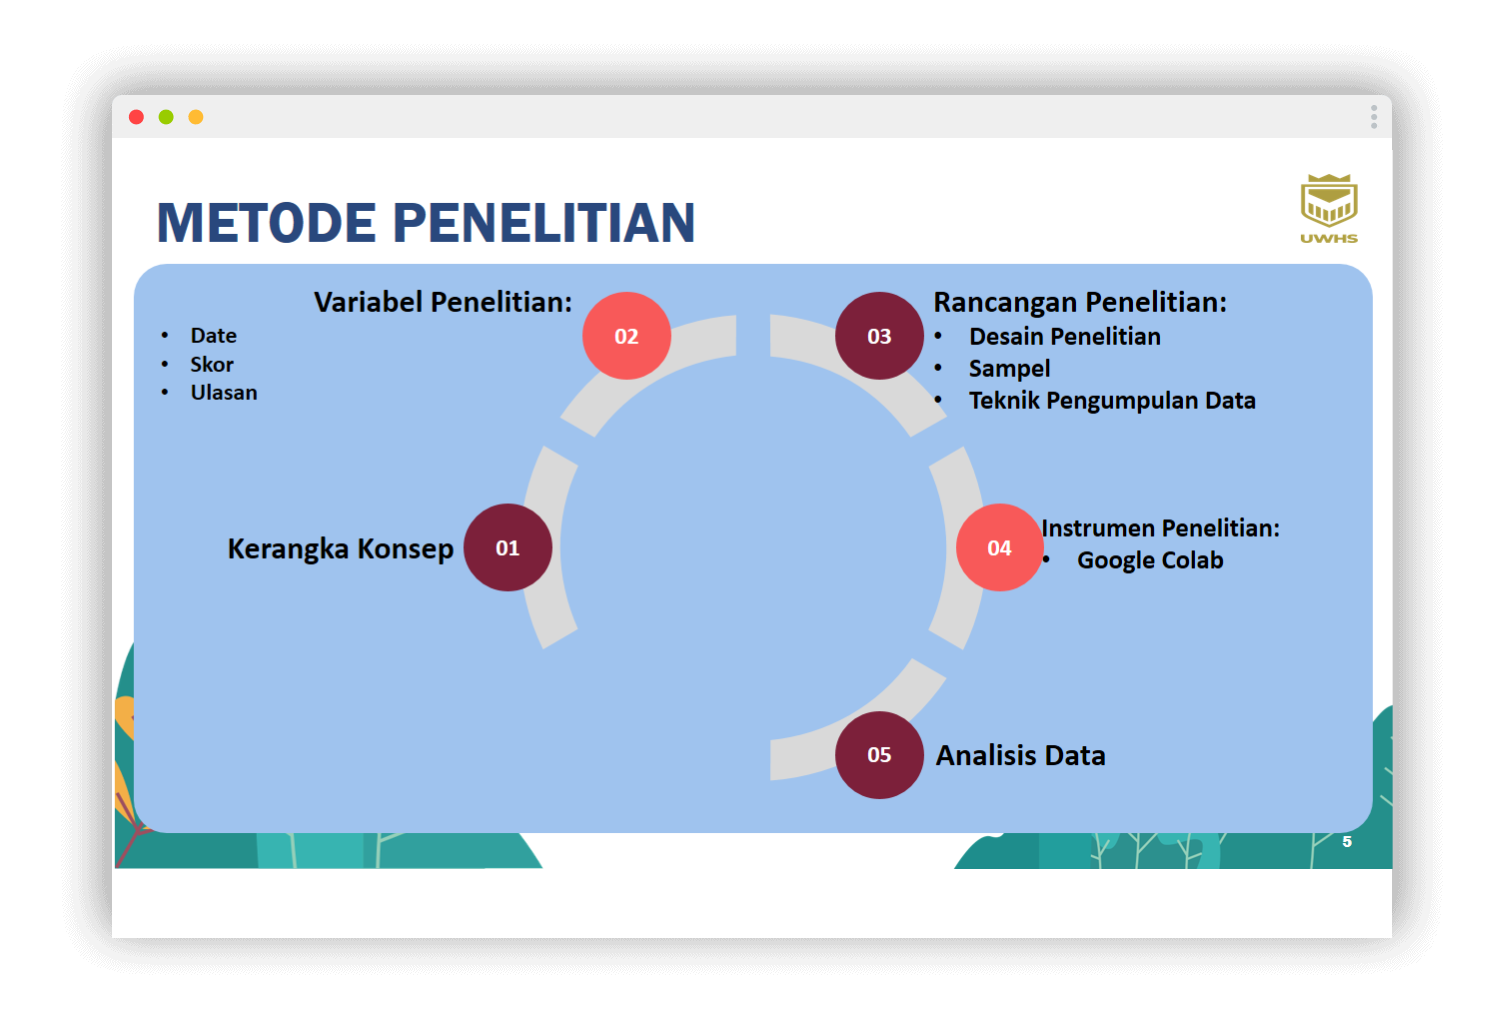 METODE PENELITIAN
UWHS
Variabel Penelitian:
• Date
• Skor
• Ulasan
02
03
Rancangan Penelitian:
• Desain Penelitian
• Sampel
• Teknik Pengumpulan Data
Kerangka Konsep
01
04
Instrumen Penelitian:
• Google Colab
05
Analisis Data
5